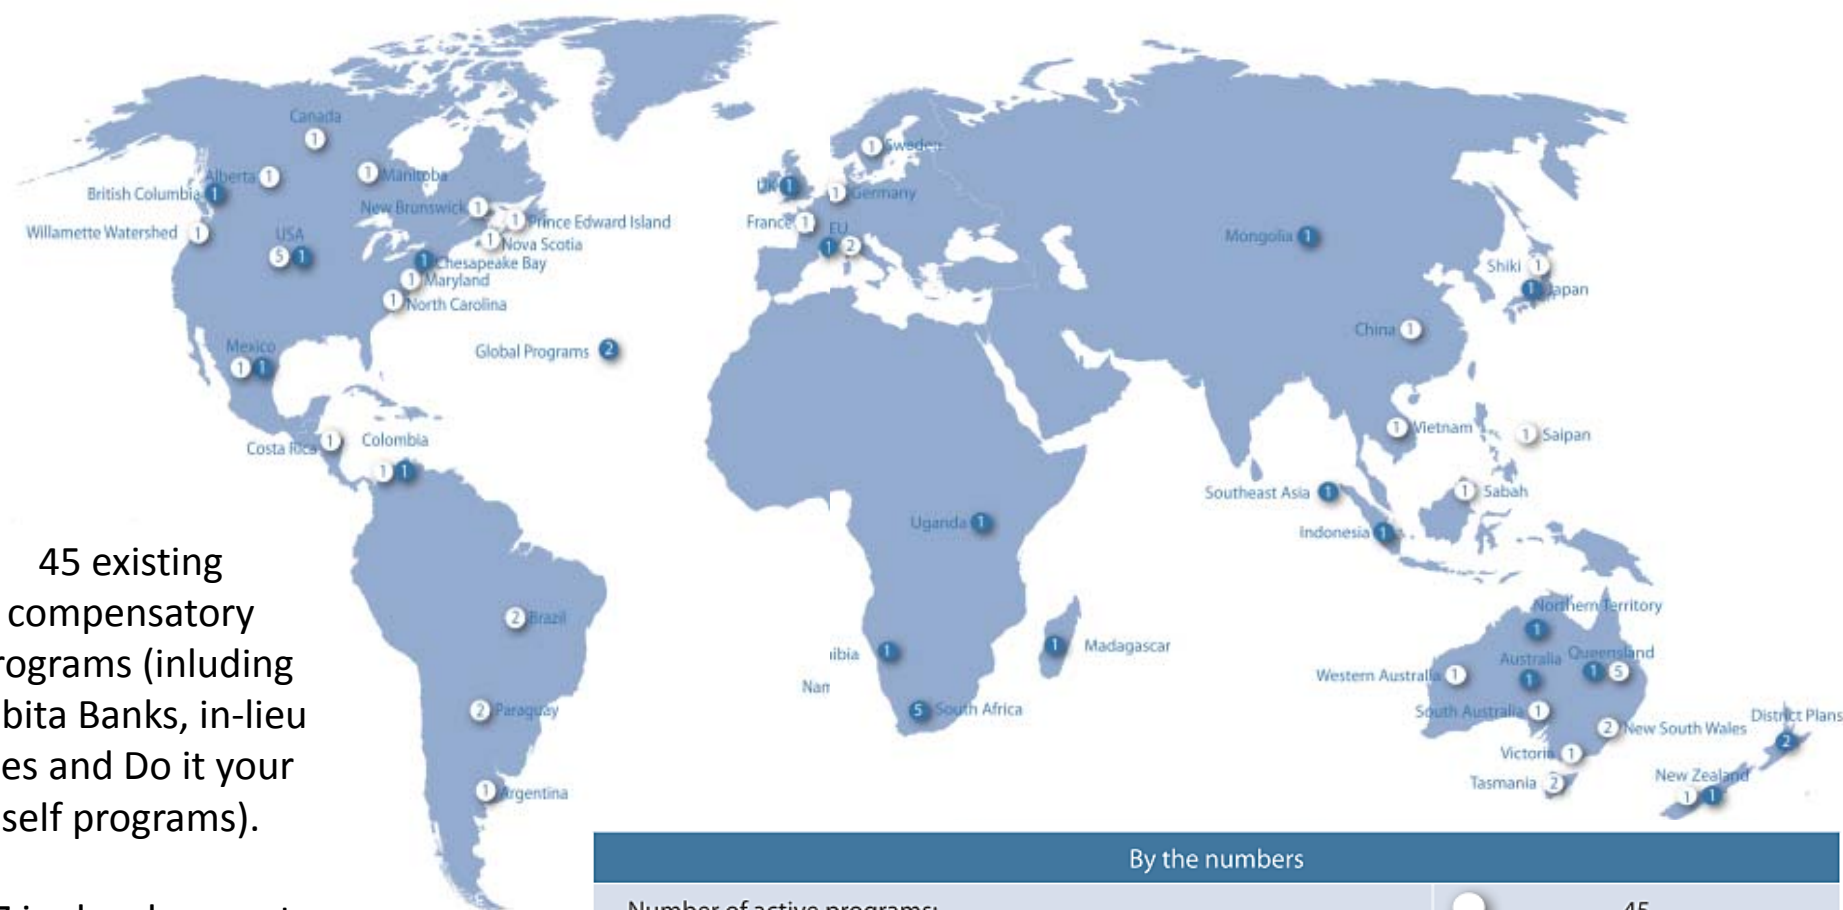 Canada
1
Alberta 1
1 Manitoba
British Columbia 1
New Brunswick 1
1 Prince Edward Island
Willamette Watershed 1
USA
5 1
1 Nova Scotia
1 Chesapeake Bay
1 Maryland
1 North Carolina
Mexico
1 1
Global Programs 2
Costa Rica 1
Colombia
1 1
2 Brazil
2 Paraguay
1 Argentina
1 Sweden
UK 1
1 Germany
France 1
EU
1 2
Mongolia 1
Shiki 1
1 Japan
China 1
1 Vietnam
1 Saipan
Southeast Asia 1
1 Sabah
Indonesia 1
Uganda 1
ibia 1
Nam
1 Madagascar
5 South Africa
Northern Territory
1
Australia
1
Queensland
1 5
Western Australia 1
South Australia 1
2 New South Wales
District Plans
2
Victoria 1
Tasmania 2
New Zealand
1 1
45 existing
compensatory
rograms (inluding
bita Banks, in-lieu
es and Do it your
self programs).
By the numbers
Number of active programs:
45